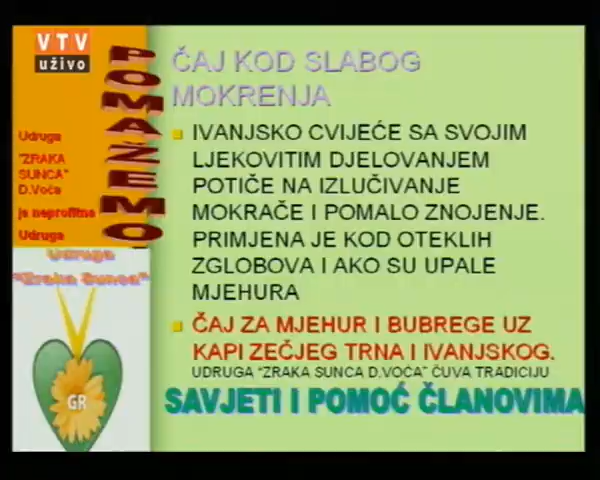 VTV
uživo
POMAŽEMO
Udruga
"ZRAKA
SUNCA"
D.Voća
je neprofitna
Udruga
Udruga
"Zraka Sunca"
GR
ČAJ KOD SLABOG
MOKRENJA
IVANJSKO CVIJEĆE SA SVOJIM
LJEKOVITIM DJELOVANJEM
POTIČE NA IZLUČIVANJE
MOKRAČE I POMALO ZNOJENJE.
PRIMJENA JE KOD OTEKLIH
ZGLOBOVA I AKO SU UPALE
MJEHURA
ČAJ ZA MJEHUR I BUBREGE UZ
KAPI ZEČJEG TRNA I IVANJSKOG.
UDRUGA "ZRAKA SUNCA D.VOĆA" ČUVA TRADICIJU
SAVJETI I POMOĆ ČLANOVIMA